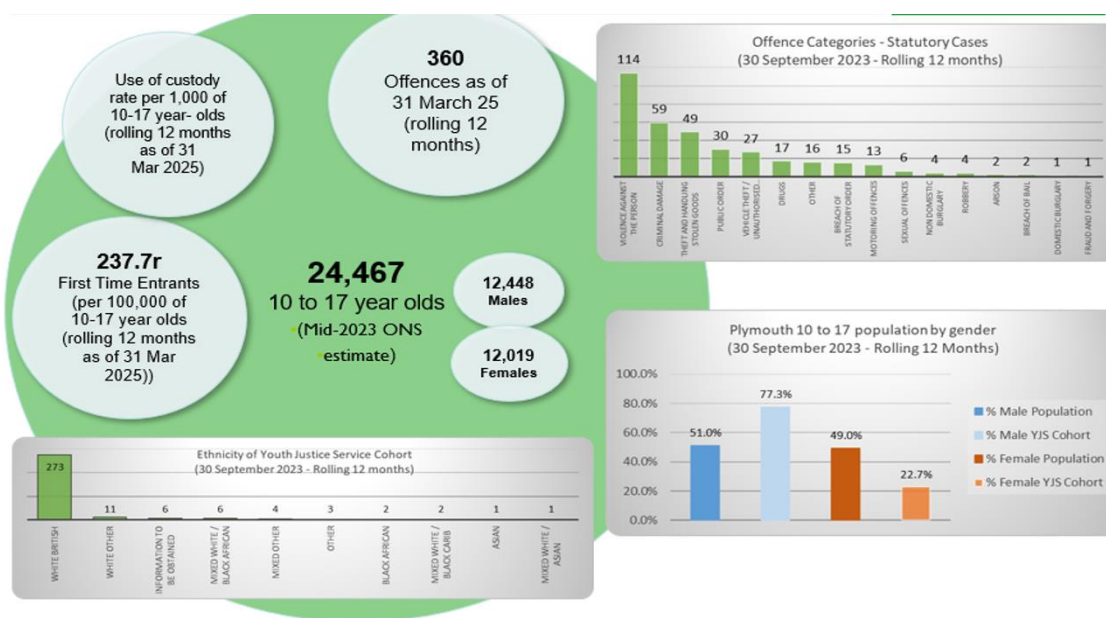 Use of custody
rate per 1,000 of
10-17 year- olds
(rolling 12 months
as of 31
Mar 2025)
360
Offences as of
31 March 25
(rolling 12
months)
237.7r
First Time Entrants
(per 100,000 of
10-17 year olds
(rolling 12 months
as of 31 Mar
2025))
24,467
10 to 17 year olds
(Mid-2023 ONS
estimate)
12,448
Males
12,019
Females
Offence Categories - Statutory Cases
(30 September 2023 - Rolling 12 months)
114
59
49
30
27
17
16
15
13
6
4
4
2
2
1
1
VIOLENCE AGAINST
THE PERSON
CRIMINAL DAMAGE
THEFT AND HANDLING
STOLEN GOODS
PUBLIC ORDER
VEHICLE THEFT /
UNAUTHORISED...
DRUGS
OTHER
BREACH OF
STATUTORY ORDER
MOTORING OFFENCES
SEXUAL OFFENCES
NON DOMESTIC
BURGLARY
ROBBERY
ARSON
BREACH OF BAIL
DOMESTIC BURGLARY
FRAUD AND FORGERY
Plymouth 10 to 17 population by gender
(30 September 2023 - Rolling 12 Months)
100.0%
80.0%
60.0%
40.0%
20.0%
0.0%
51.0%
77.3%
49.0%
22.7%
% Male Population
% Male YJS Cohort
% Female Population
% Female YJS Cohort
Ethnicity of Youth Justice Service Cohort
(30 September 2023 - Rolling 12 months)
273
11
6
6
4
3
2
2
1
1
WHITE BRITISH
WHITE OTHER
INFORMATION TO
BE OBTAINED
MIXED WHITE /
BLACK AFRICAN
MIXED OTHER
OTHER
BLACK AFRICAN
MIXED WHITE /
BLACK CARIB
ASIAN
MIXED WHITE /
ASIAN